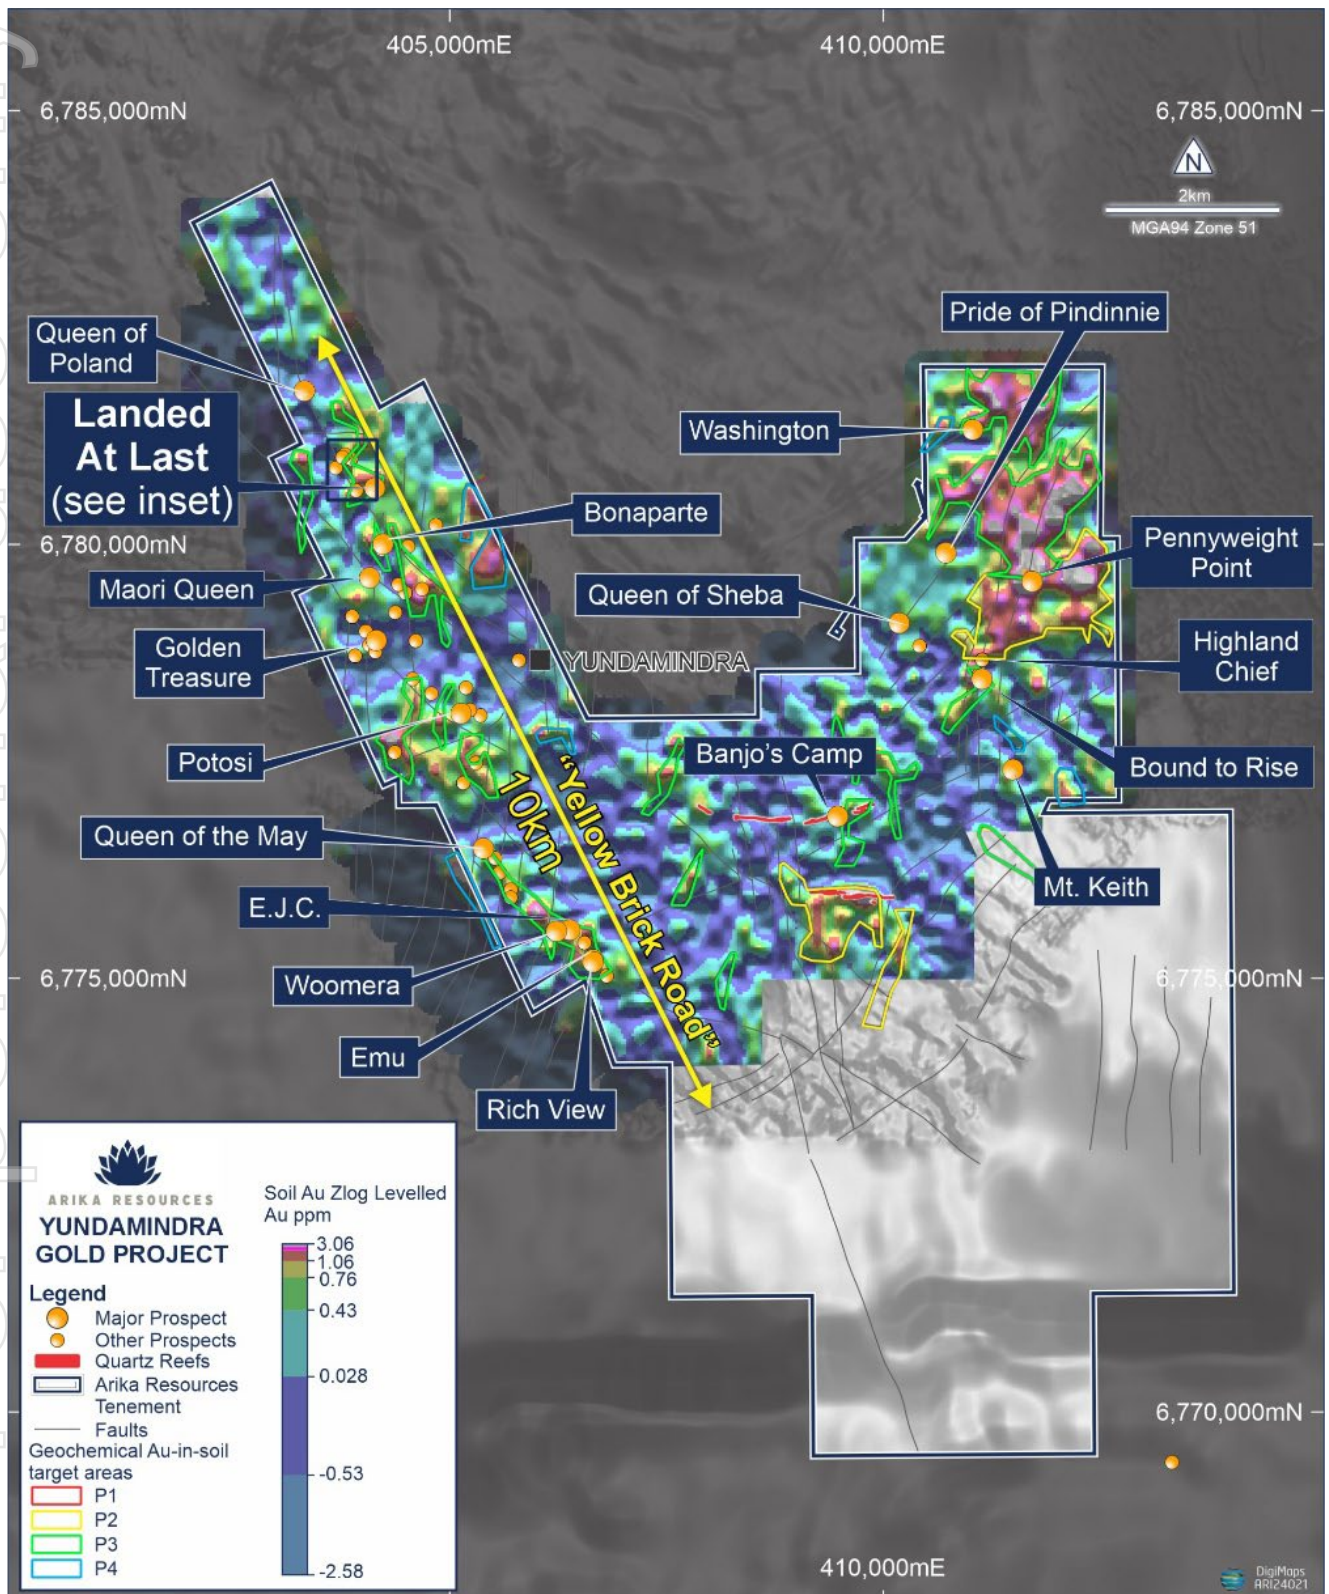 405,000mE
410,000mE
6,785,000mN
6,785,000mN
N
2km
MGA94 Zone 51
Pride of Pindinnie
Queen of
Poland
Landed
At Last
(see inset)
Washington
Bonaparte
6,780,000mN
Pennyweight
Point
Maori Queen
Queen of Sheba
Golden
Treasure
YUNDAMINDRA
Highland
Chief
Potosi
Banjo's Camp
Bound to Rise
10km
"Yellow Brick Road"
Queen of the May
Mt. Keith
E.J.C.
Woomera
6,775,000mN
6,775,000mN
Emu
Rich View
ARIKA RESOURCES
YUNDAMINDRA
GOLD PROJECT
Legend
Major Prospect
Other Prospects
Quartz Reefs
Arika Resources
Tenement
Faults
Geochemical Au-in-soil
target areas
P1
P2
P3
P4
Soil Au Zlog Levelled
Au ppm
3.06
1.06
0.76
0.43
0.028
-0.53
-2.58
6,770,000mN
410,000mE
DigiMaps
ARI24021